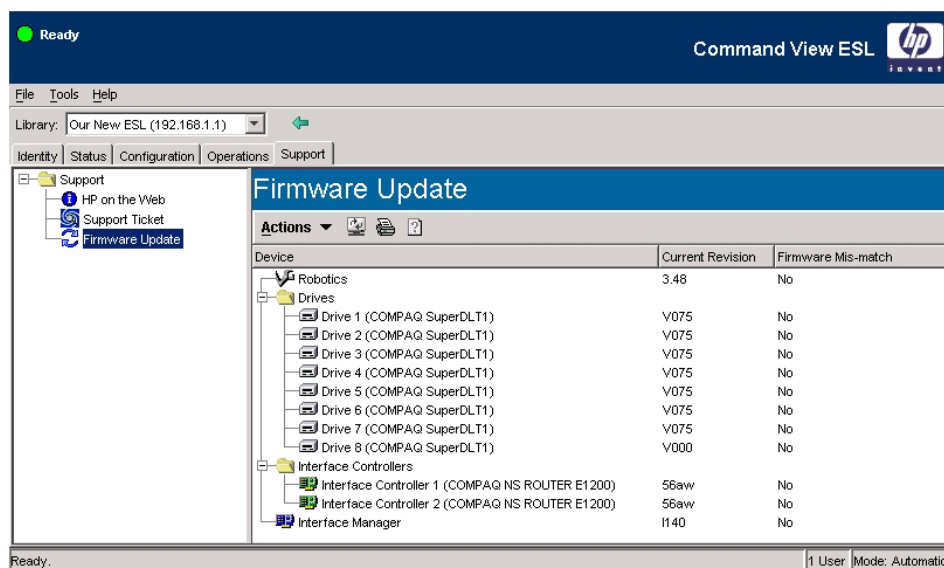 Ready
Command View ESL
hp
invent
File Tools Help
Library: Our New ESL (192.168.1.1)
Identity Status Configuration Operations Support
Support
HP on the Web
Support Ticket
Firmware Update
Firmware Update
Actions
Device Current Revision Firmware Mis-match
Robotics 3.48 No
Drives
Drive 1 (COMPAQ SuperDLT1) V075 No
Drive 2 (COMPAQ SuperDLT1) V075 No
Drive 3 (COMPAQ SuperDLT1) V075 No
Drive 4 (COMPAQ SuperDLT1) V075 No
Drive 5 (COMPAQ SuperDLT1) V075 No
Drive 6 (COMPAQ SuperDLT1) V075 No
Drive 7 (COMPAQ SuperDLT1) V075 No
Drive 8 (COMPAQ SuperDLT1) V000 No
Interface Controllers
Interface Controller 1 (COMPAQ NS ROUTER E1200) 56aw No
Interface Controller 2 (COMPAQ NS ROUTER E1200) 56aw No
Interface Manager I140 No
Ready. 1 User Mode: Automatic